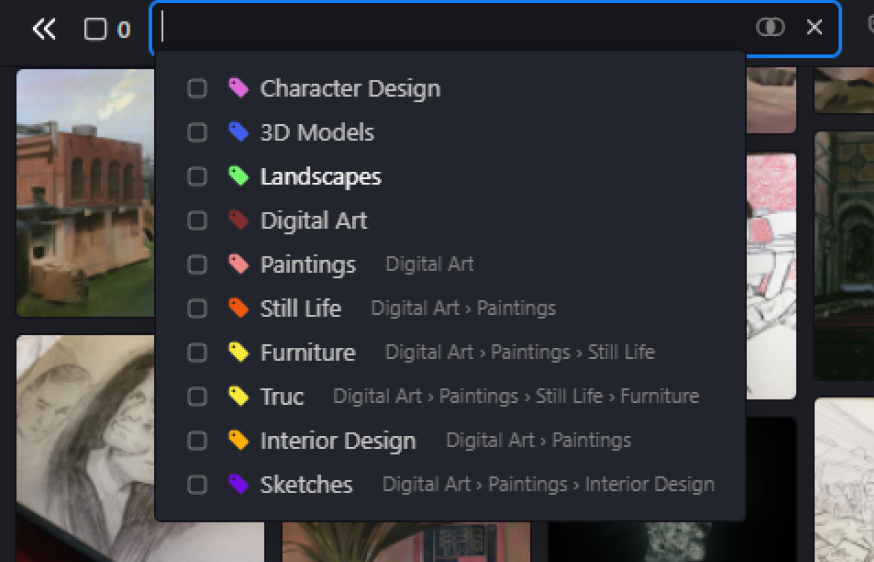 0
Character Design
3D Models
Landscapes
Digital Art
Paintings Digital Art
Still Life Digital Art › Paintings
Furniture Digital Art › Paintings › Still Life
Truc Digital Art › Paintings › Still Life › Furniture
Interior Design Digital Art › Paintings
Sketches Digital Art › Paintings › Interior Design